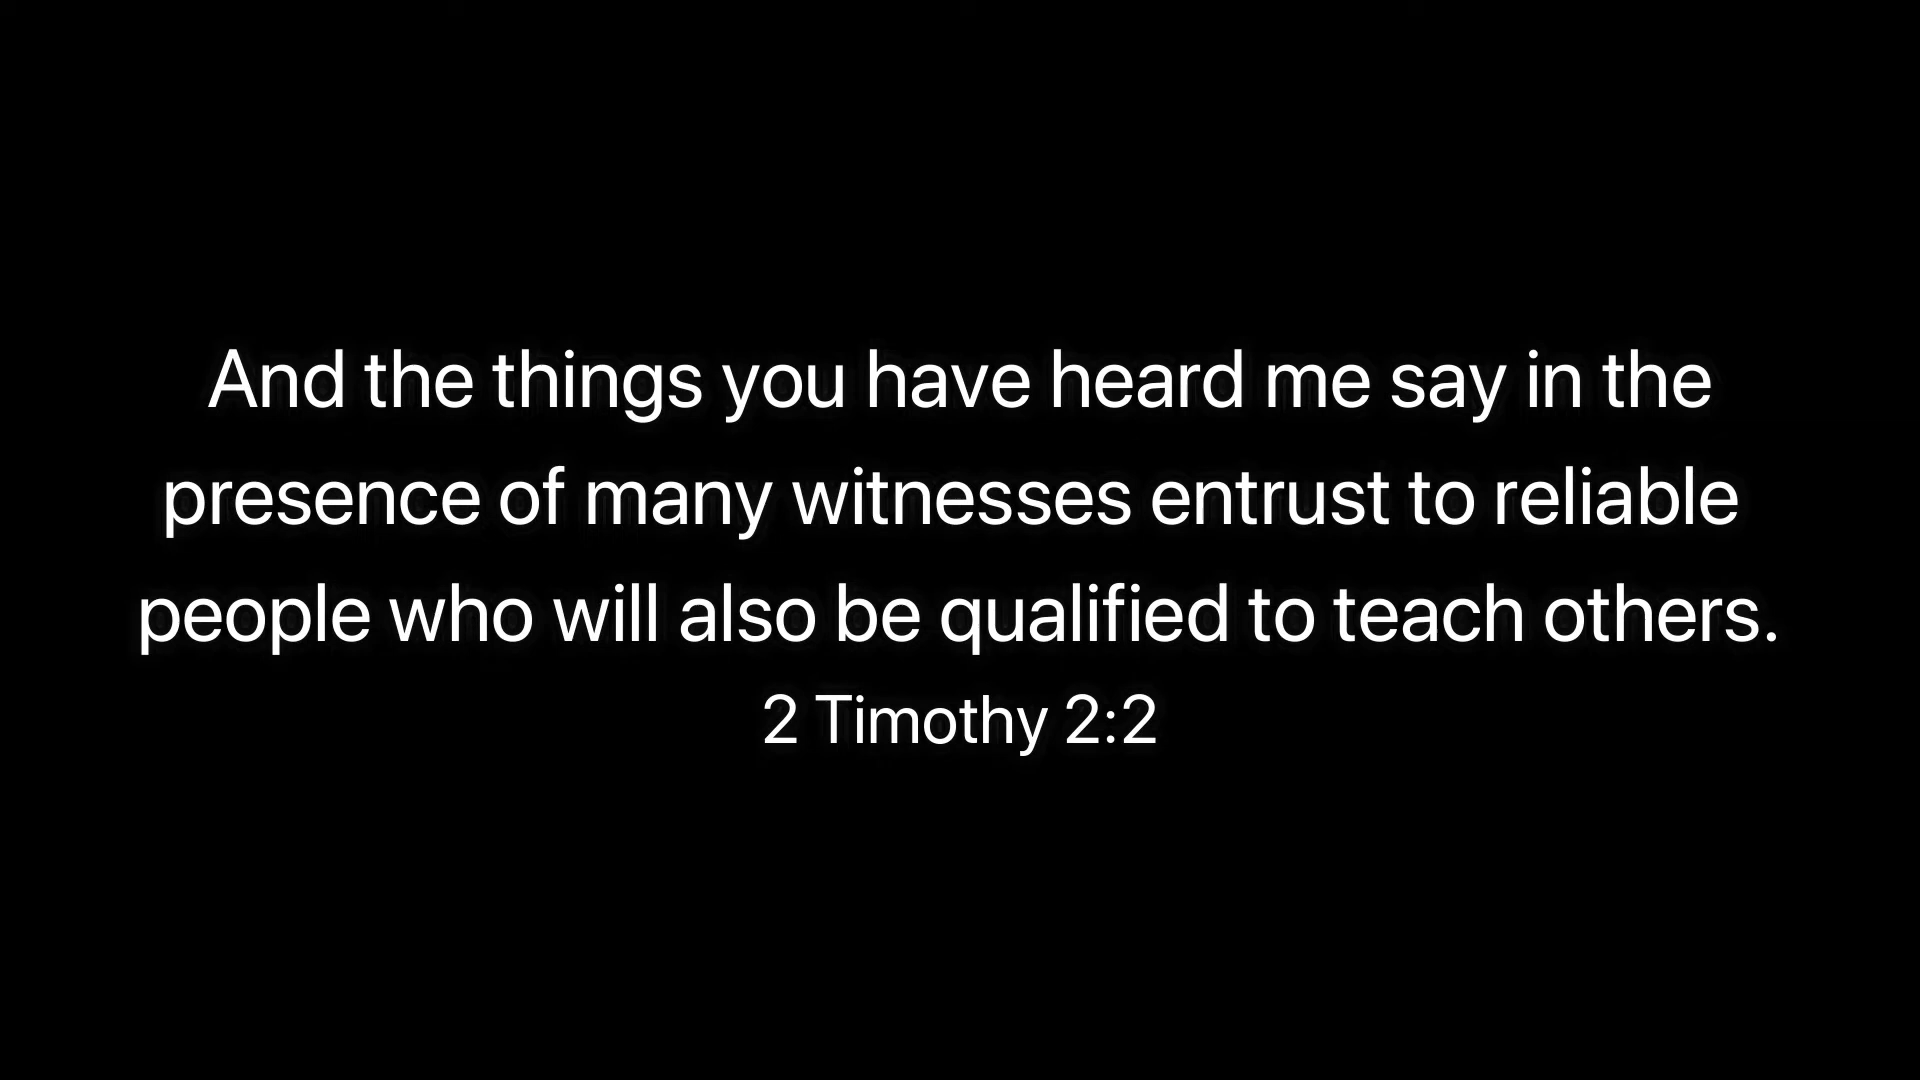 And the things you have heard me say in the
presence of many witnesses entrust to reliable
people who will also be qualified to teach others.
2 Timothy 2:2